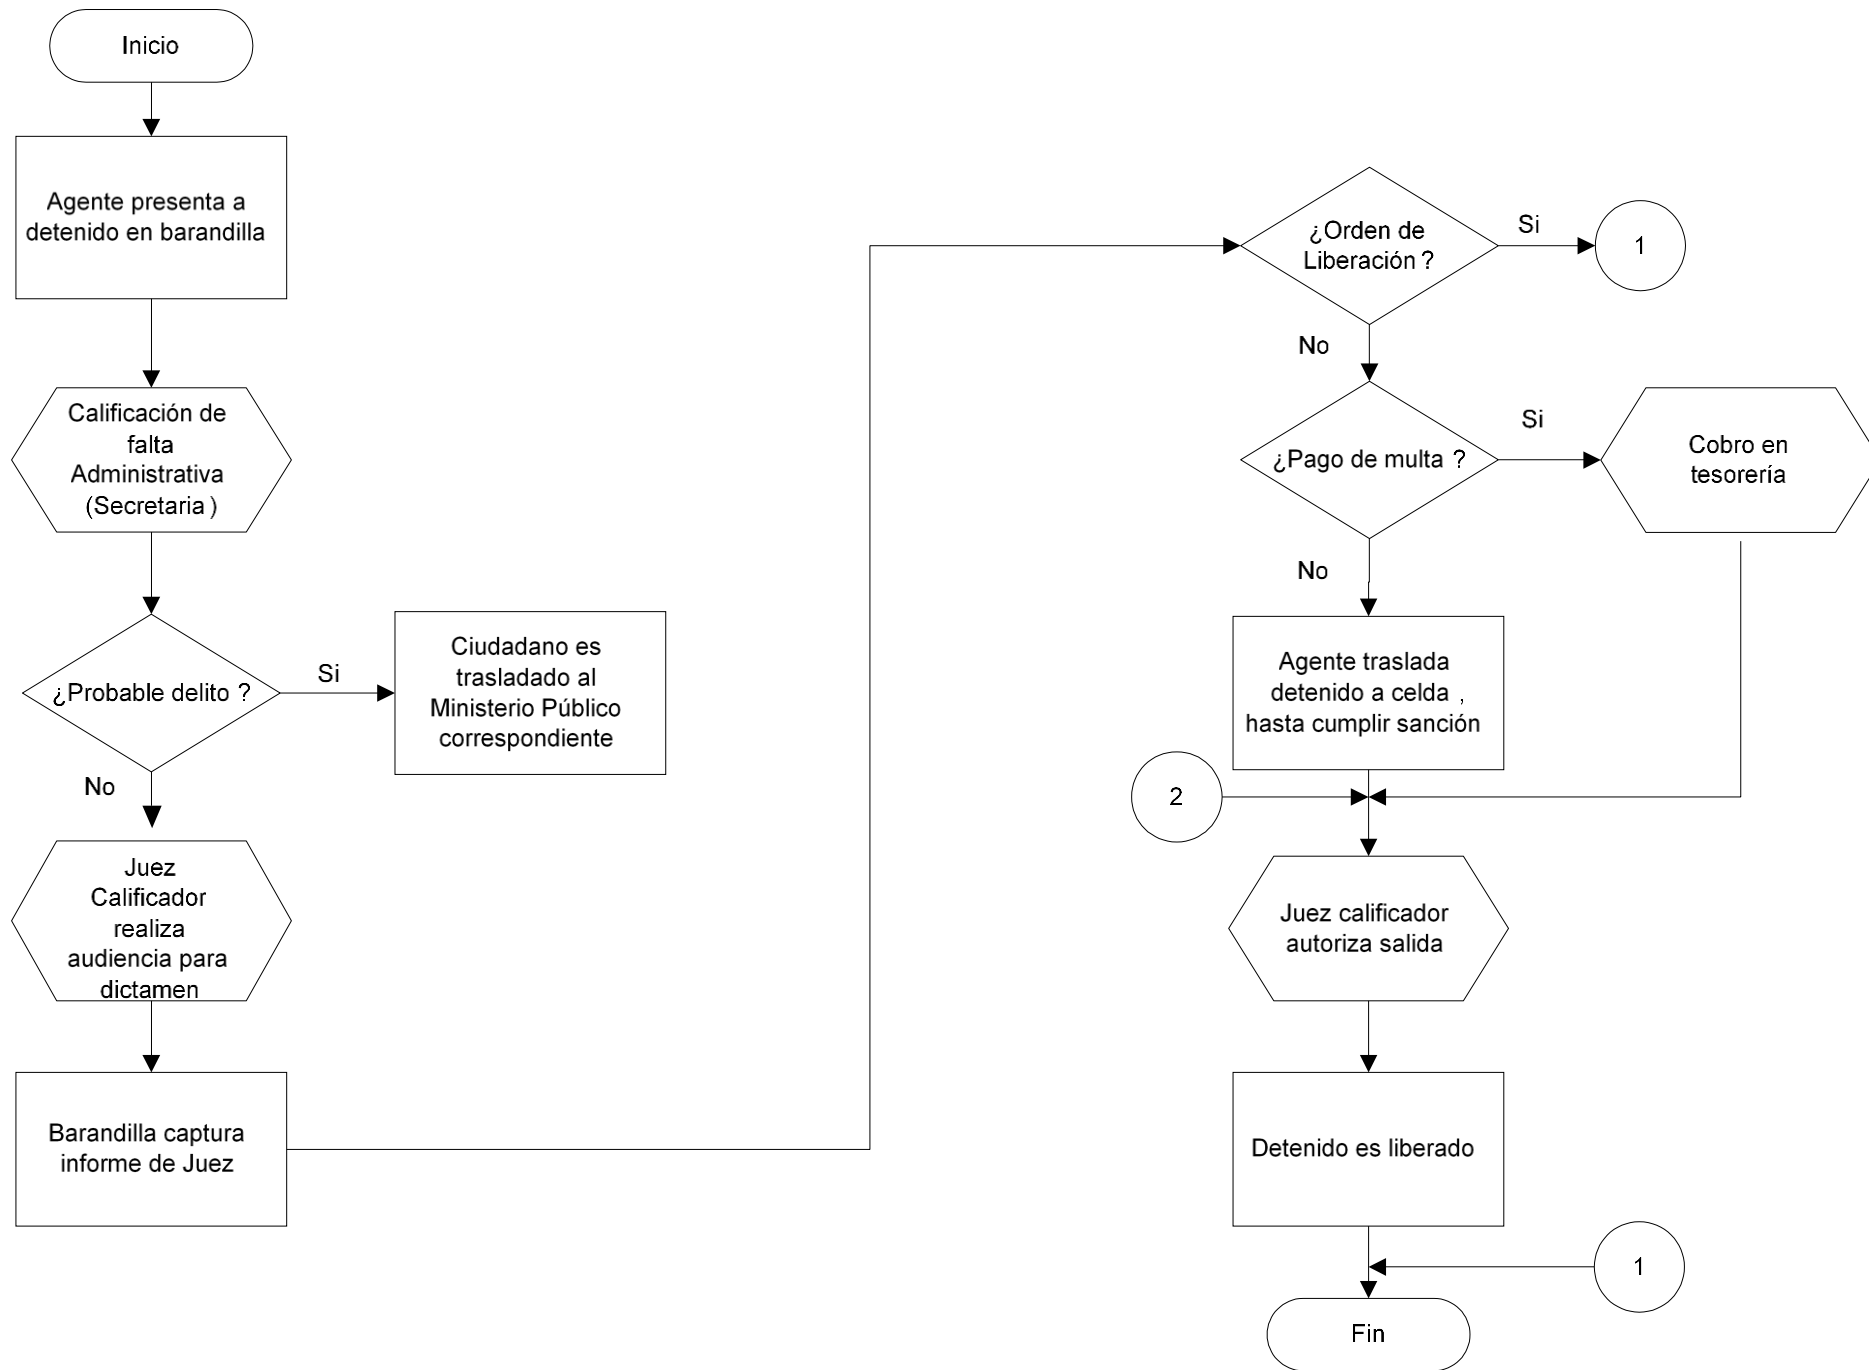 Inicio
Agente presenta a
detenido en barandilla
Calificación de
falta
Administrativa
(Secretaria )
¿Probable delito ?
Si
Ciudadano es
trasladado al
Ministerio Público
correspondiente
No
Juez
Calificador
realiza
audiencia para
dictamen
Barandilla captura
informe de Juez
¿Orden de
Liberación ?
Si
1
No
¿Pago de multa ?
Si
Cobro en
tesorería
No
Agente traslada
detenido a celda ,
hasta cumplir sanción
2
Juez calificador
autoriza salida
Detenido es liberado
1
Fin